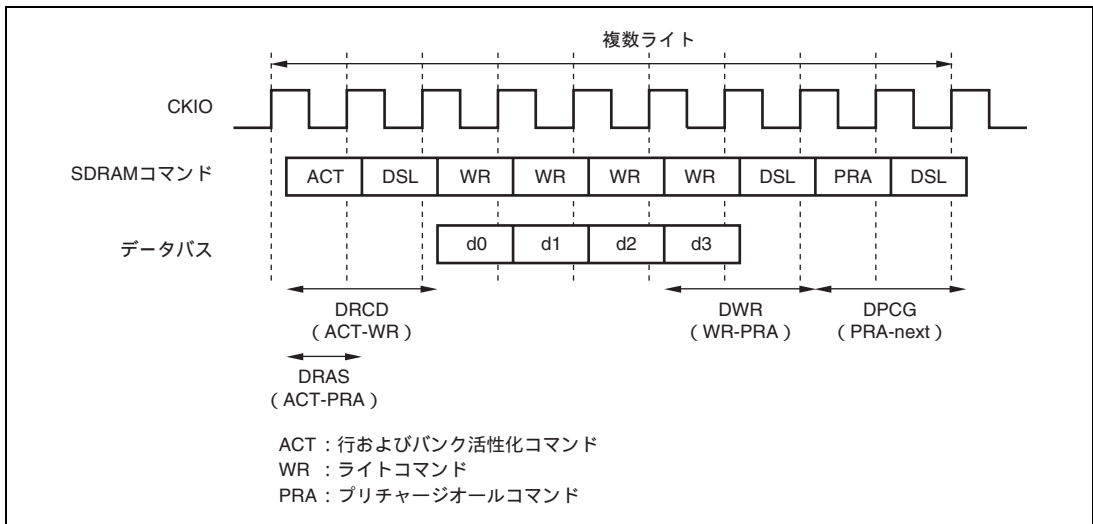 複数ライト
CKIO
SDRAMコマンド
ACT DSL WR WR WR WR DSL PRA DSL
データバス
d0 d1 d2 d3
DRCD
( ACT-WR )
DWR
( WR-PRA )
DPCG
( PRA-next )
DRAS
( ACT-PRA )
ACT : 行およびバンク活性化コマンド
WR : ライトコマンド
PRA : プリチャージオールコマンド